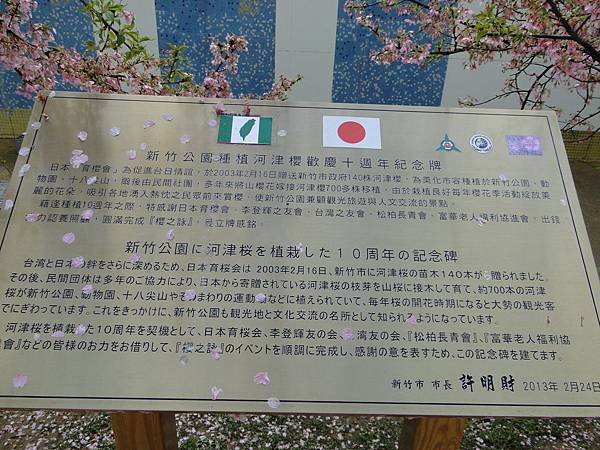 新竹公園種植河津櫻歡慶十週年紀念牌
日本「育櫻會」為促進台日情誼，於2003年2月16日贈送新竹市政府140株河津櫻，為美化市容種植於新竹公園、動
物園、十八尖山，爾後由民間社團，多年來將山櫻花嫁接河津櫻700多株移植，由於栽植良好每年櫻花季活動綻放美
麗的花朵，吸引各地湧入熱忱之民眾前來賞櫻，使新竹公園兼顧觀光旅遊與人文交流的景點。
藉逢種植10週年之際，特感謝日本育櫻會、李登輝之友會、台灣之友會、松柏長青會、富華老人福利協進會，出錢
力認養照顧，圓滿完成『櫻之詠』，立牌感銘。
新竹公園に河津桜を植栽した１０周年の記念碑
台湾と日本の絆をさらに深めるため、日本育桜会は 2003年2月16日、新竹市に河津桜の苗木140本が贈られました。
その後、民間団体は多年のご協力により、日本から寄贈されている河津桜の枝芽を山桜に接木して育て、約700本の河津
桜が新竹公園、動物園、十八尖山やそのまわりの運動などに植えられていて、毎年桜の開花時期になると大勢の観光客
でにぎわっています。これをきっかけに、新竹公園も観光地と文化交流の名所として知られるようになっています。
河津桜を植栽した10周年を契機として、日本育桜会、李登輝友の会、湾友の会、『松柏長青會』、『富華老人福利協
會』などの皆様のお力をお借りして、『櫻之詠』のイベントを順調に完成し、感謝の意を表すため、この記念碑を建てます。
新竹市 市長 許明財 2013年 2月24日